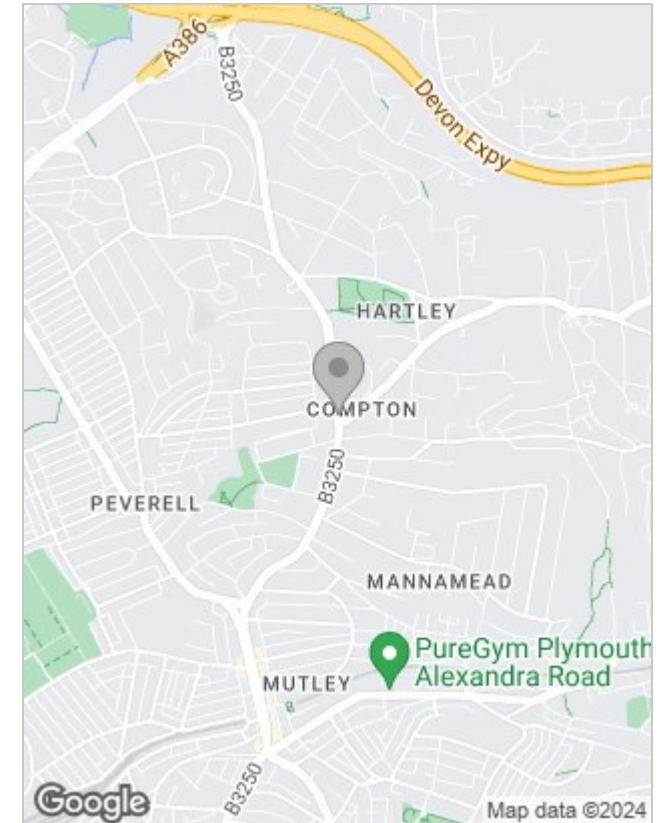 A386
B3250
Devon Expy
HARTLEY
COMPTON
B3250
PEVERELL
MANNAMEAD
PureGym Plymouth
Alexandra Road
MUTLEY
B3250
Google
Map data ©2024